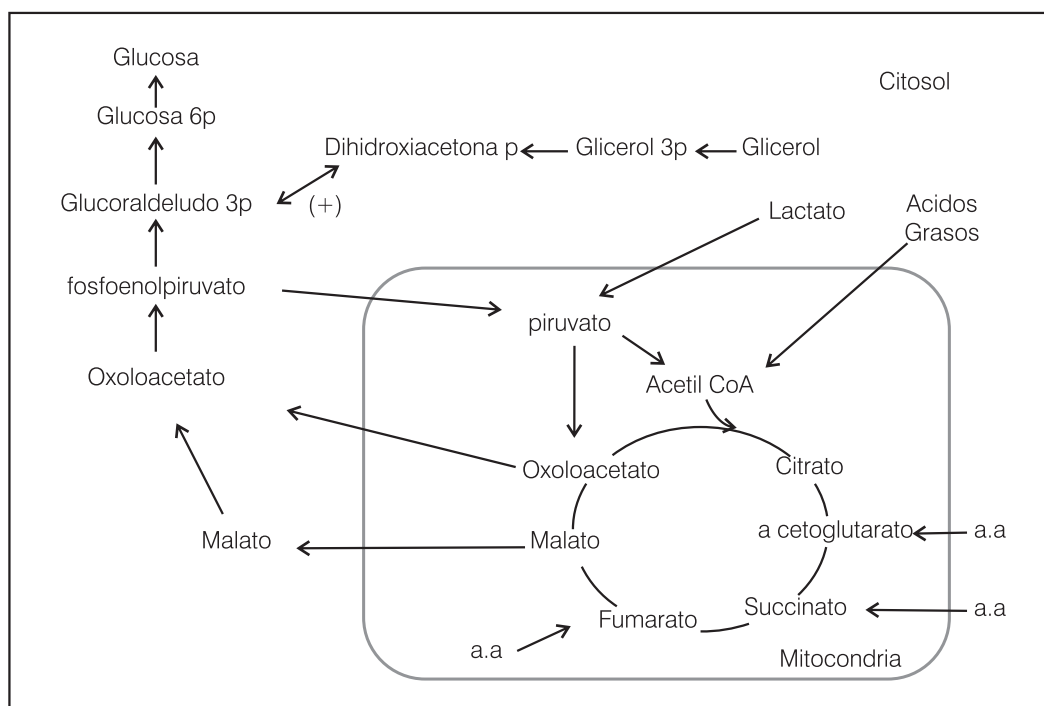 Glucosa
Citosol
Glucosa 6p
Dihidroxiacetona p
Glicerol 3p
Glicerol
Glucoraldeludo 3p
(+)
Lactato
Acidos
Grasos
fosfoenolpiruvato
piruvato
Oxoloacetato
Acetil CoA
Oxoloacetato
Citrato
Malato
Malato
a cetoglutarato
a.a
Succinato
a.a
Fumarato
a.a
Mitocondria